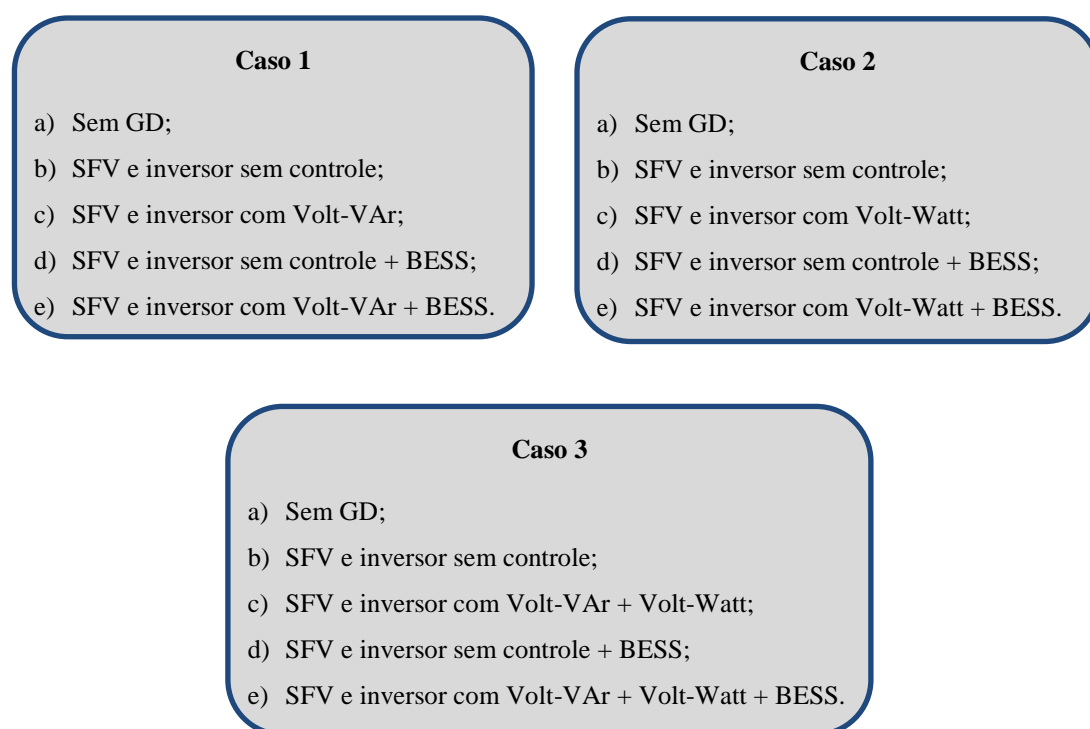 Caso 1
a) Sem GD;
b) SFV e inversor sem controle;
c) SFV e inversor com Volt-VAr;
d) SFV e inversor sem controle + BESS;
e) SFV e inversor com Volt-VAr + BESS.
Caso 2
a) Sem GD;
b) SFV e inversor sem controle;
c) SFV e inversor com Volt-Watt;
d) SFV e inversor sem controle + BESS;
e) SFV e inversor com Volt-Watt + BESS.
Caso 3
a) Sem GD;
b) SFV e inversor sem controle;
c) SFV e inversor com Volt-VAr + Volt-Watt;
d) SFV e inversor sem controle + BESS;
e) SFV e inversor com Volt-VAr + Volt-Watt + BESS.